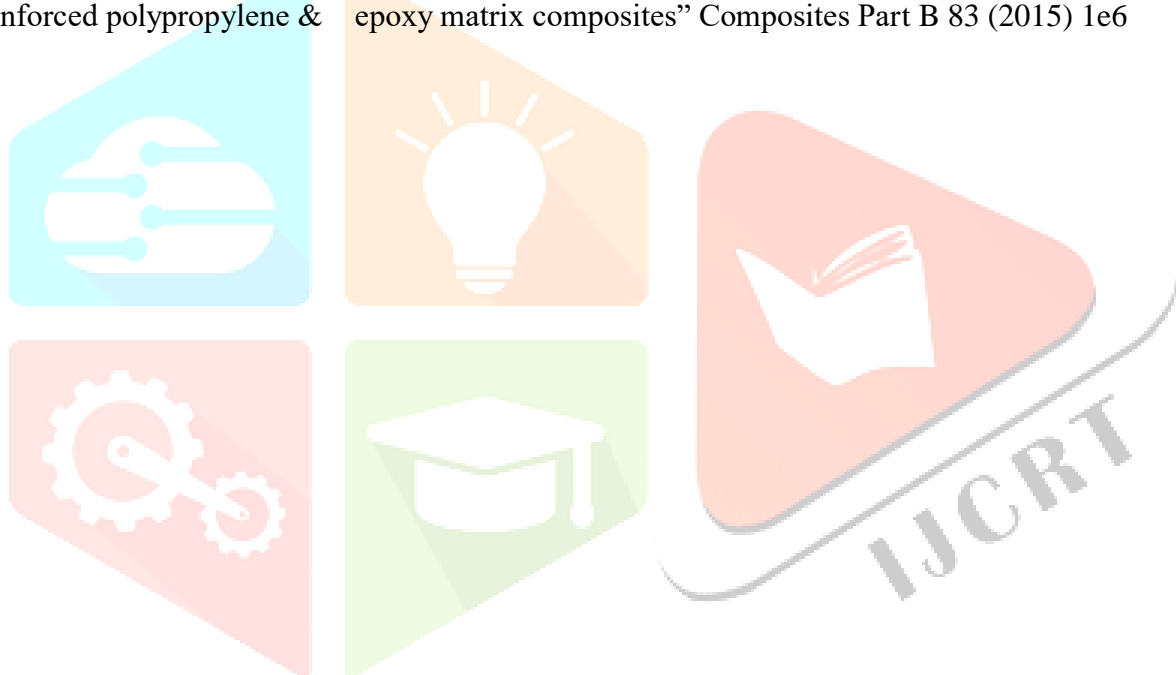 nforced polypropylene & epoxy matrix composites” Composites Part B 83 (2015) 1e6
IJCRT